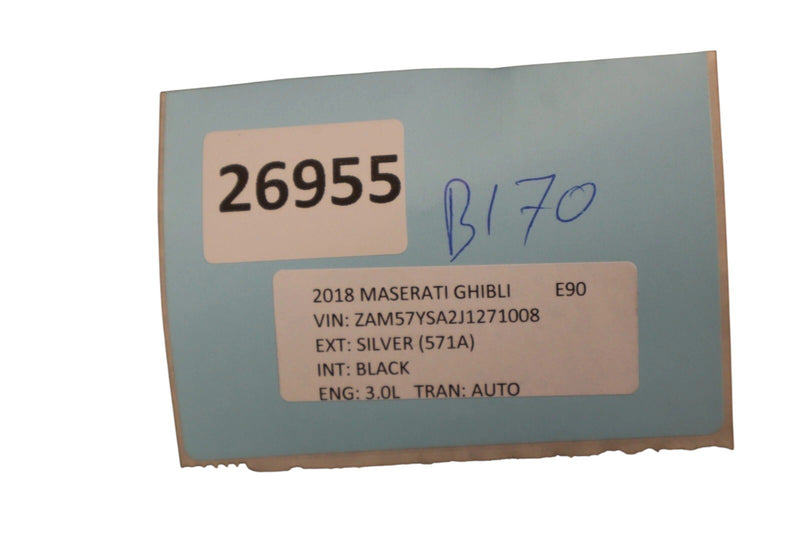 26955
B170
2018 MASERATI GHIBLI E90
VIN: ZAM57YSA2J1271008
EXT: SILVER (571A)
INT: BLACK
ENG: 3.0L TRAN: AUTO